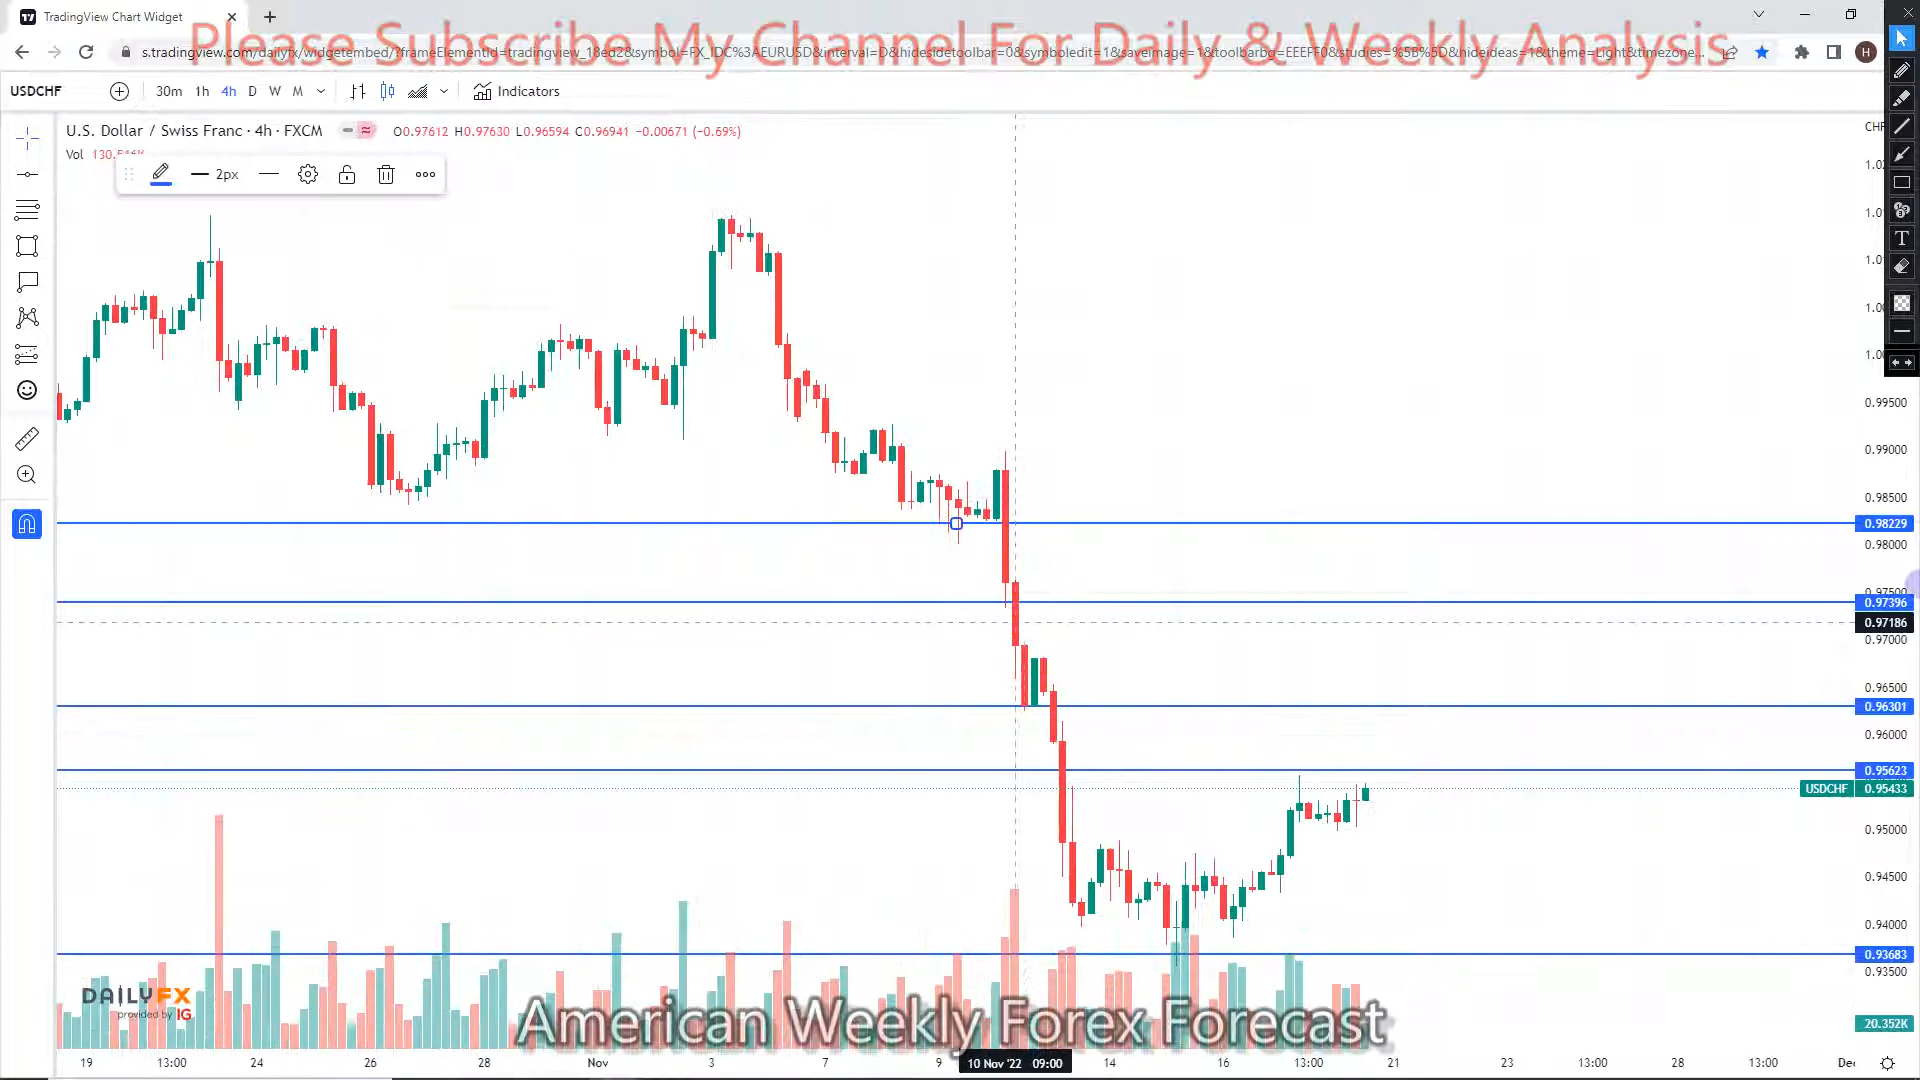 TradingView Chart Widget
Please Subscribe My Channel For Daily & Weekly Analysis
USDCHF
30m 1h 4h D W M
Indicators
U.S. Dollar / Swiss Franc · 4h · FXCM
O0.97612 H0.97630 L0.96594 C0.96941 −0.00671 (−0.69%)
Vol
2px
CHF
0.99500
0.99000
0.98500
0.98229
0.98000
0.97396
0.97186
0.97000
0.96500
0.96301
0.96000
0.95623
USDCHF 0.95433
0.95000
0.94500
0.94000
0.93683
0.93500
DAILYFX
provided by IG
20.352K
American Weekly Forex Forecast
19 13:00 24 26 28 Nov 3 7 9 10 Nov '22 09:00 14 16 13:00 21 23 13:00 28 13:00